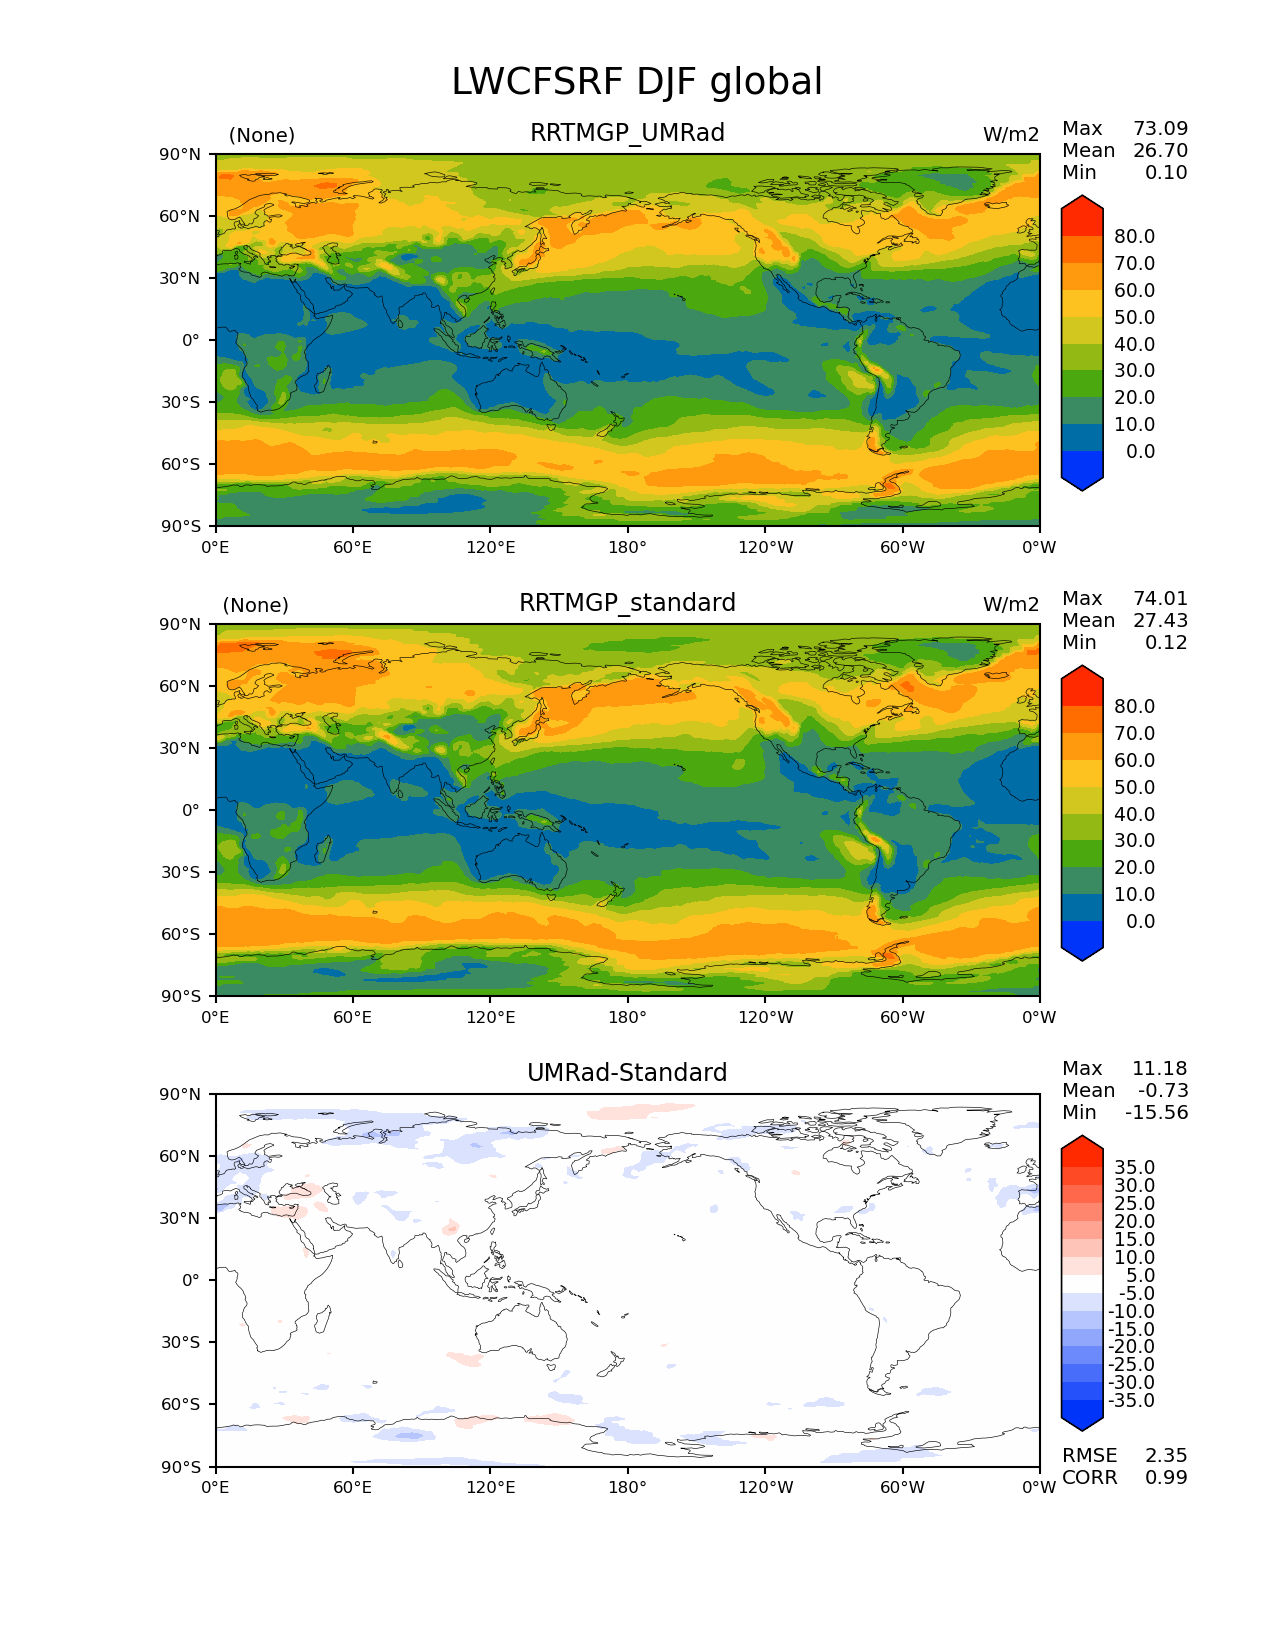 LWCFSRF DJF global
(None) RRTMGP_UMRad W/m2
Max 73.09
Mean 26.70
Min 0.10
90°N
60°N
30°N
0°
30°S
60°S
90°S
0°E 60°E 120°E 180° 120°W 60°W 0°W
80.0
70.0
60.0
50.0
40.0
30.0
20.0
10.0
0.0
(None) RRTMGP_standard W/m2
Max 74.01
Mean 27.43
Min 0.12
90°N
60°N
30°N
0°
30°S
60°S
90°S
0°E 60°E 120°E 180° 120°W 60°W 0°W
80.0
70.0
60.0
50.0
40.0
30.0
20.0
10.0
0.0
UMRad-Standard
Max 11.18
Mean -0.73
Min -15.56
90°N
60°N
30°N
0°
30°S
60°S
90°S
0°E 60°E 120°E 180° 120°W 60°W 0°W
35.0
30.0
25.0
20.0
15.0
10.0
5.0
-5.0
-10.0
-15.0
-20.0
-25.0
-30.0
-35.0
RMSE 2.35
CORR 0.99